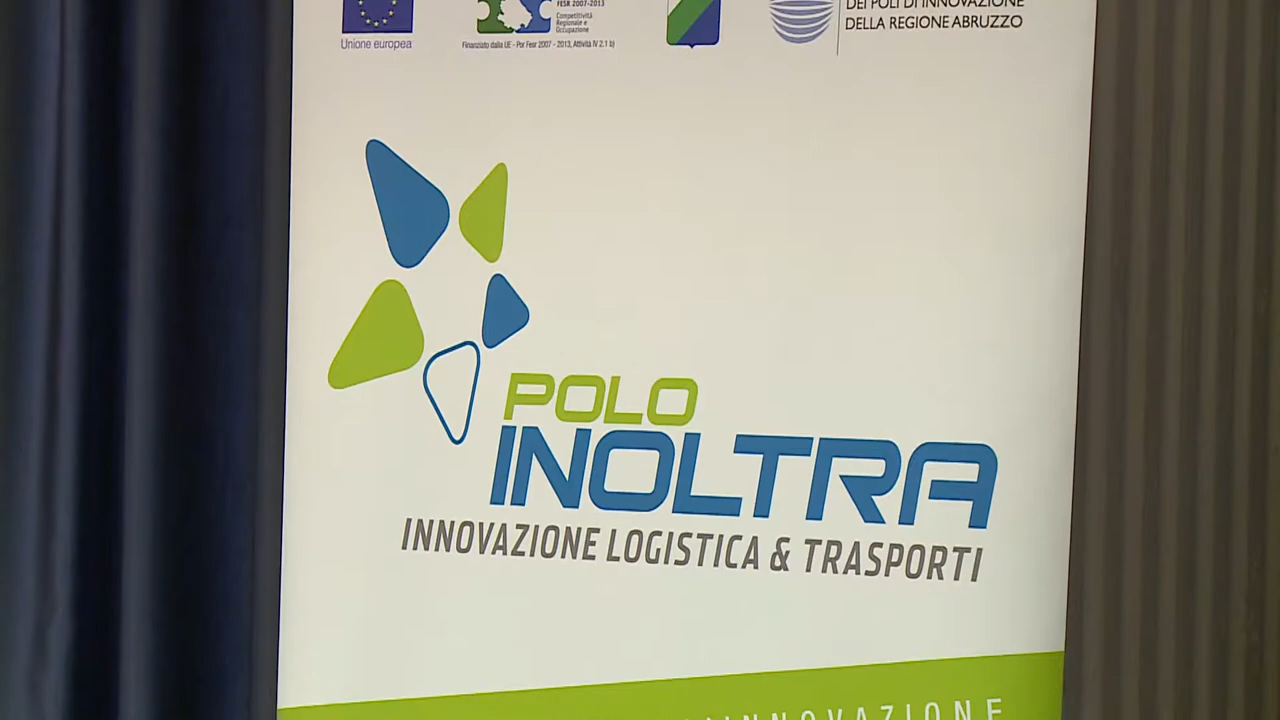 FESR 2007-2013
Competitività
Regionale e
Occupazione
Unione europea
Finanziato dalla UE - Por Fesr 2007 - 2013, Attività IV 2.1 b)
DEI POLI DI INNOVAZIONE
DELLA REGIONE ABRUZZO
POLO
INOLTRA
INNOVAZIONE LOGISTICA & TRASPORTI
INNOVAZIONE